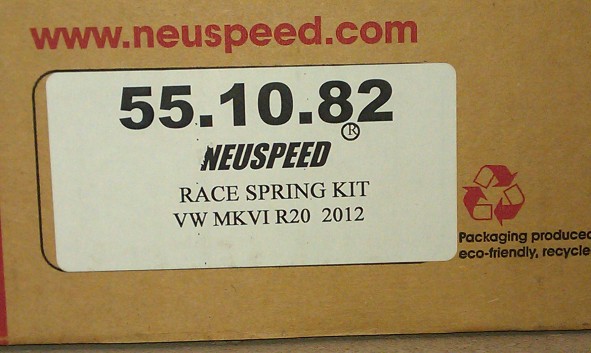 www.neuspeed.com
55.10.82
NEUSPEED®
RACE SPRING KIT
VW MKVI R20 2012
Packaging produced
eco-friendly, recycle